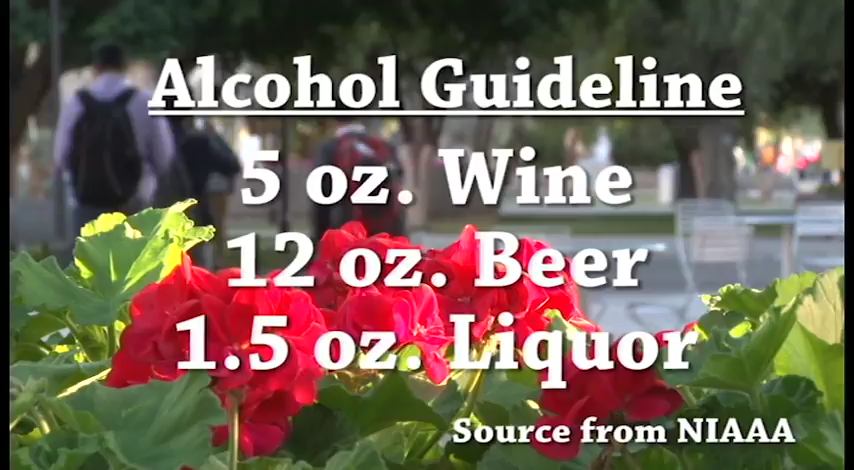 Alcohol Guideline
5 oz. Wine
12 oz. Beer
1.5 oz. Liquor
Source from NIAAA